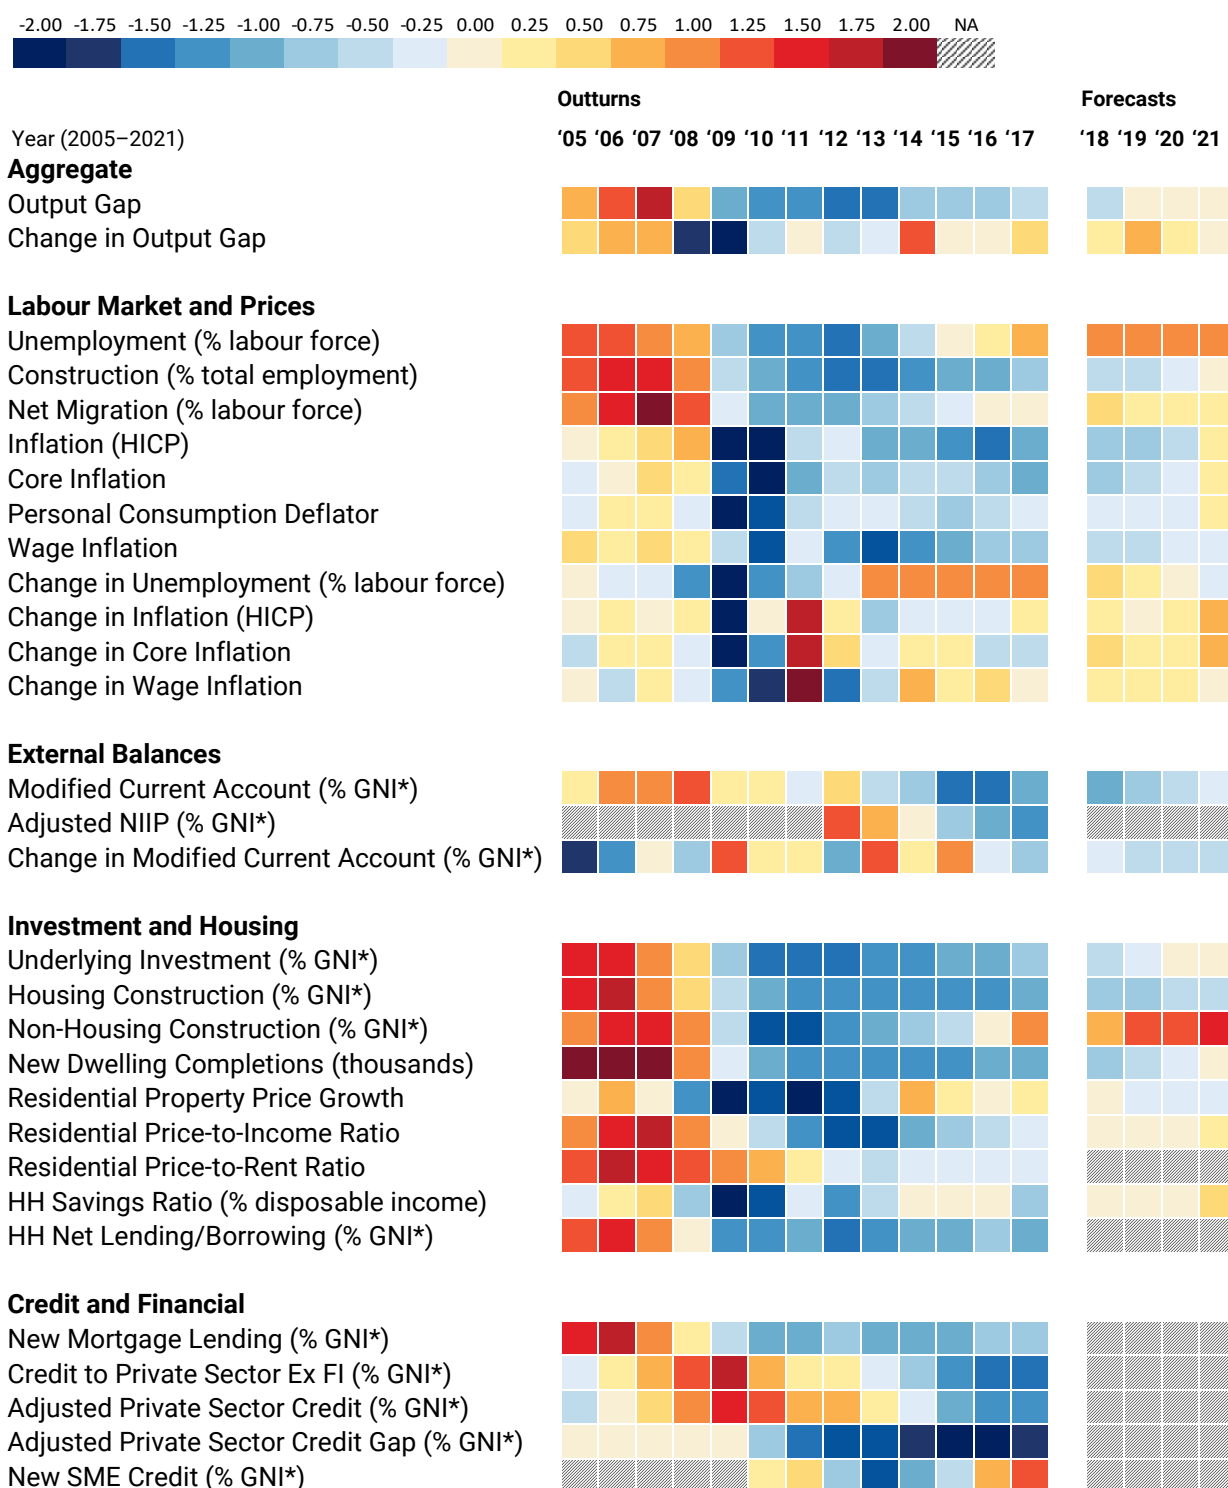 -2.00 -1.75 -1.50 -1.25 -1.00 -0.75 -0.50 -0.25 0.00 0.25 0.50 0.75 1.00 1.25 1.50 1.75 2.00 NA
Outturns Forecasts
Year (2005–2021) ‘05 ‘06 ‘07 ‘08 ‘09 ‘10 ‘11 ‘12 ‘13 ‘14 ‘15 ‘16 ‘17 ‘18 ‘19 ‘20 ‘21
Aggregate
Output Gap
Change in Output Gap
Labour Market and Prices
Unemployment (% labour force)
Construction (% total employment)
Net Migration (% labour force)
Inflation (HICP)
Core Inflation
Personal Consumption Deflator
Wage Inflation
Change in Unemployment (% labour force)
Change in Inflation (HICP)
Change in Core Inflation
Change in Wage Inflation
External Balances
Modified Current Account (% GNI*)
Adjusted NIIP (% GNI*)
Change in Modified Current Account (% GNI*)
Investment and Housing
Underlying Investment (% GNI*)
Housing Construction (% GNI*)
Non-Housing Construction (% GNI*)
New Dwelling Completions (thousands)
Residential Property Price Growth
Residential Price-to-Income Ratio
Residential Price-to-Rent Ratio
HH Savings Ratio (% disposable income)
HH Net Lending/Borrowing (% GNI*)
Credit and Financial
New Mortgage Lending (% GNI*)
Credit to Private Sector Ex FI (% GNI*)
Adjusted Private Sector Credit (% GNI*)
Adjusted Private Sector Credit Gap (% GNI*)
New SME Credit (% GNI*)